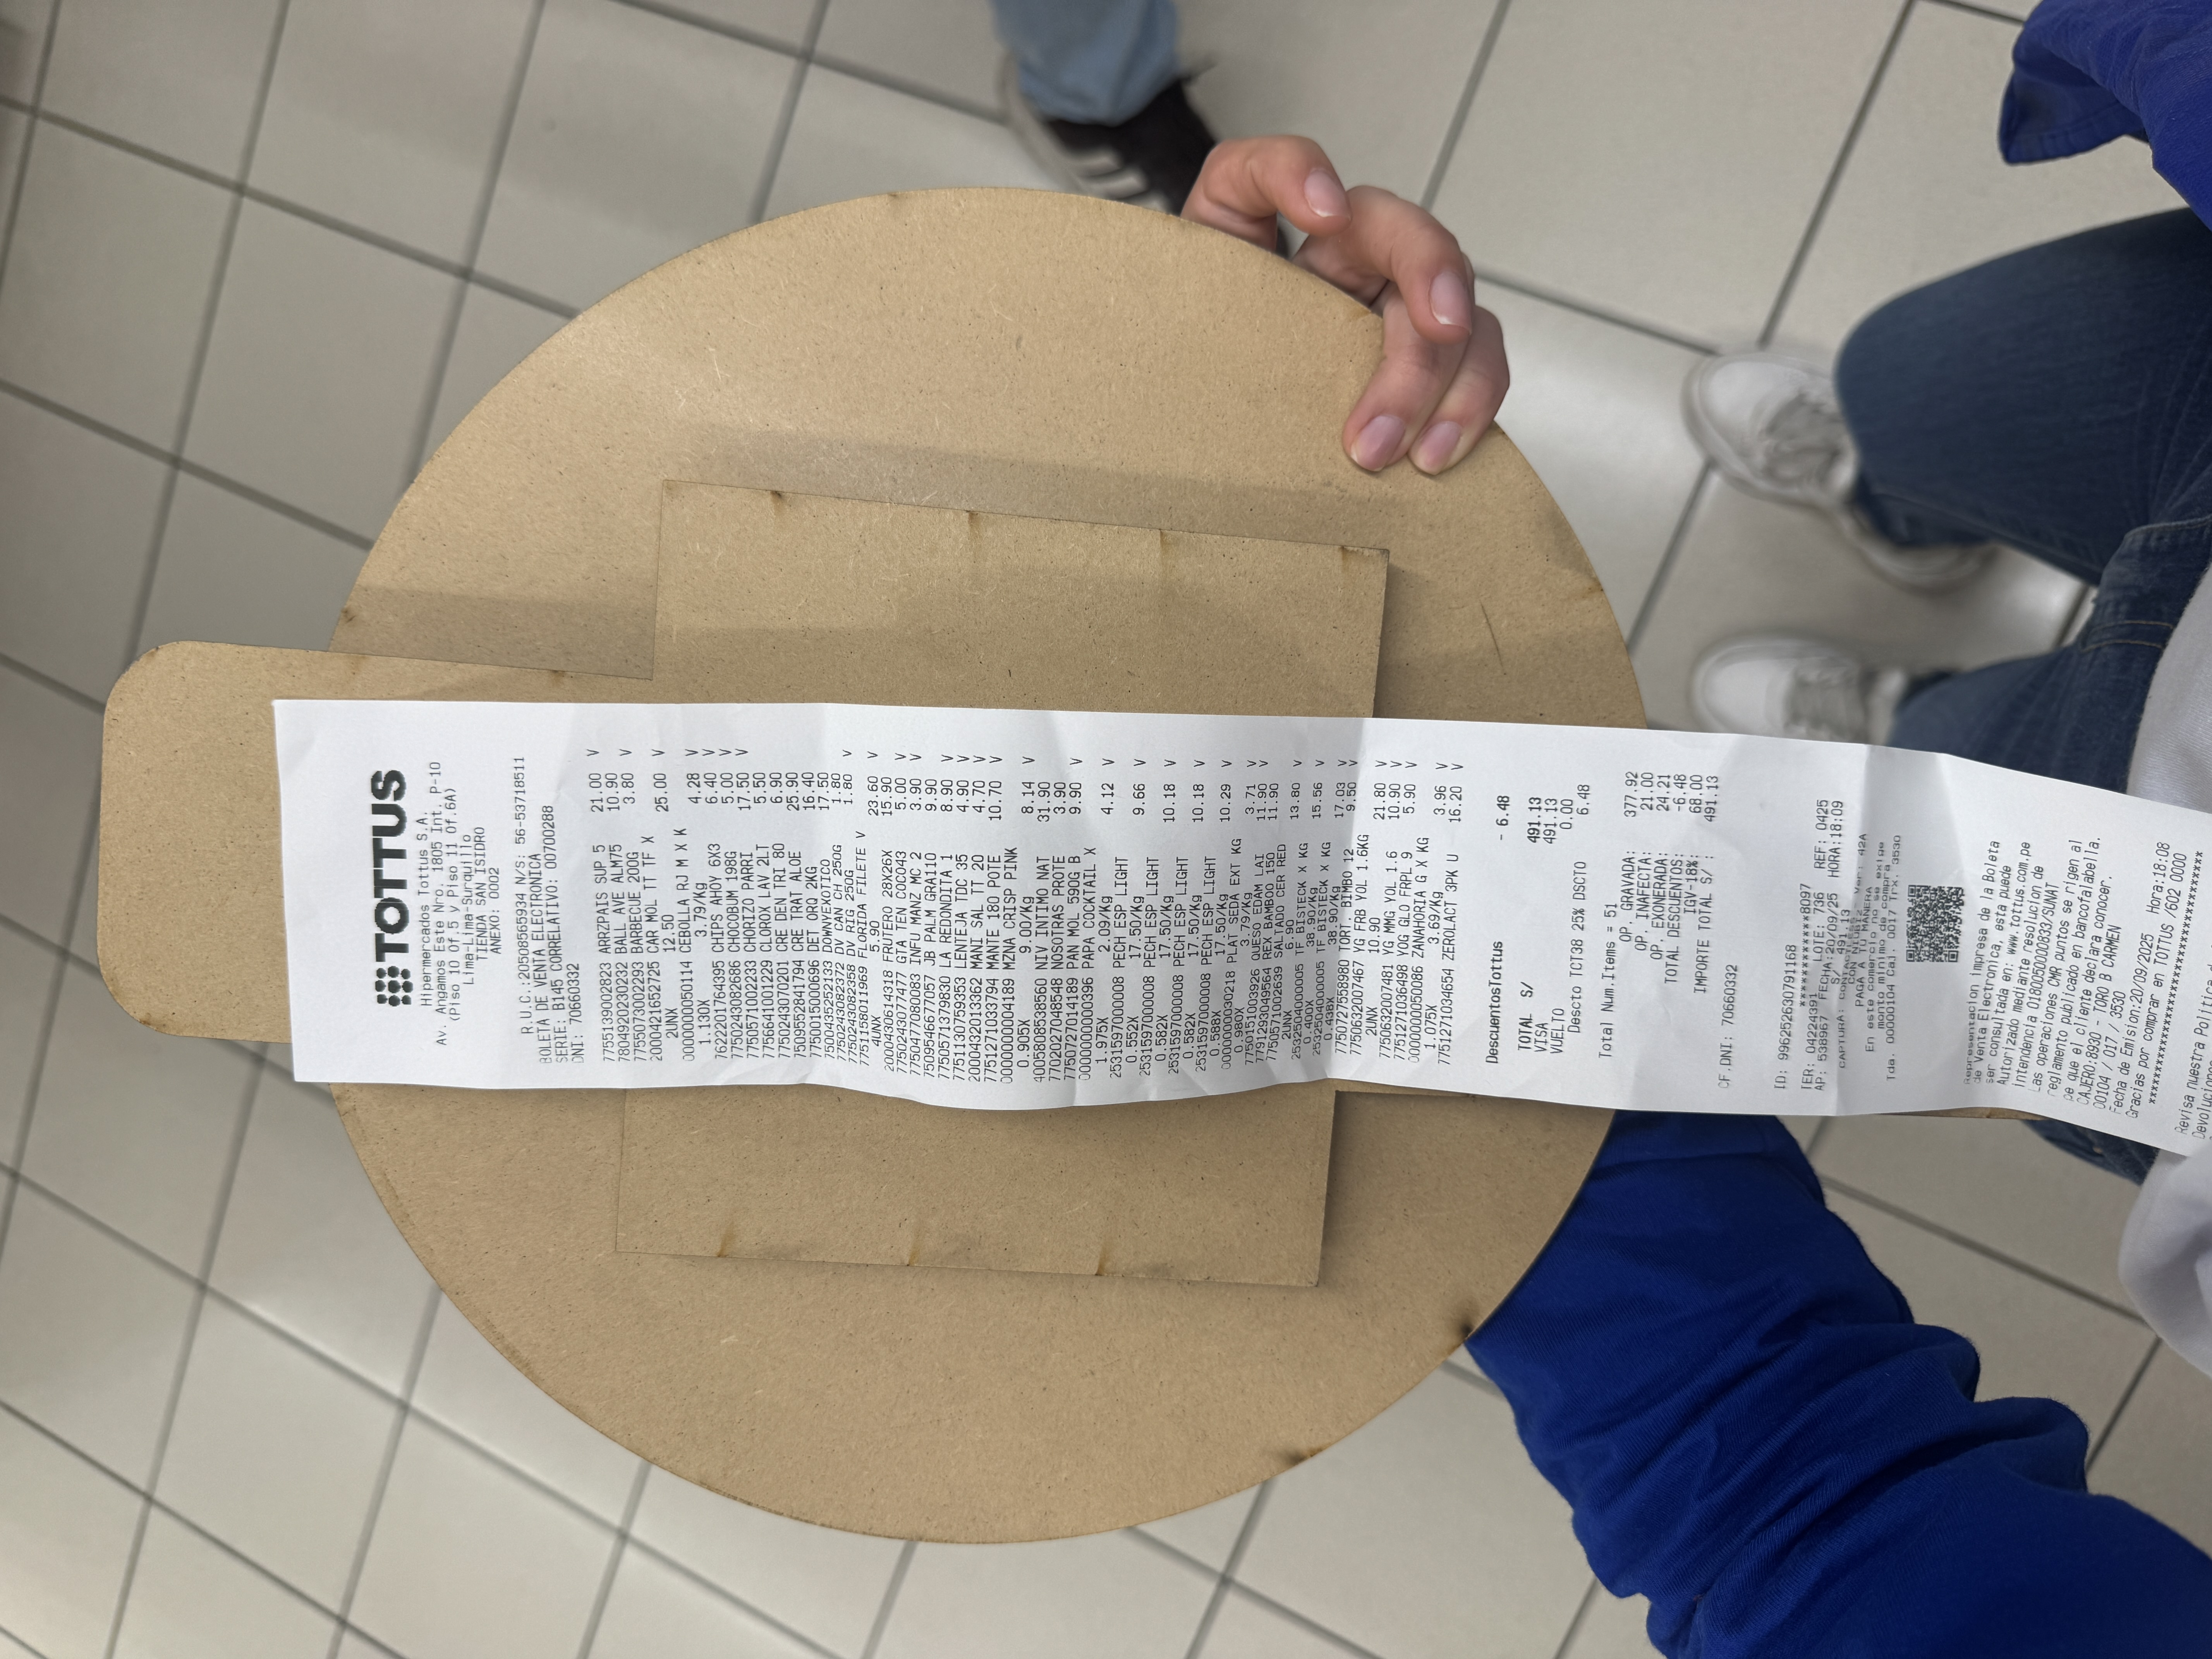 TOTTUS
Hipermercados Tottus S.A.
Av. Angamos Este Nro. 1805 Int. P-10
(Piso 10 Of.5 y Piso 11 Of.6A)
Lima-Lima-Surquillo
TIENDA SAN ISIDRO
ANEXO: 0002
R.U.C.:20508565934 N/S: 56-53718511
BOLETA DE VENTA ELECTRONICA
SERIE: B145 CORRELATIVO: 00700288
DNI: 70660332
7755139002823 ARRZPAIS SUP 5 21.00 V
7804920230232 BALL AVE ALM75 10.90
7755073002293 BARBECUE 200G 3.80 V
2000421652725 CAR MOL TT TF X
2UNX 12.50 25.00 V
0000000050114 CEBOLLA RJ M X K
1.130X 3.79/Kg 4.28 V
7622201764395 CHIPS AHOY 6X3 6.40 V
7750243082686 CHOCOBUM 198G 5.00 V
7750571002233 CHORIZO PARRI 17.50 V
7756641001229 CLOROX LAV 2LT 5.50
7750243070201 CRE DEN TRI 80 6.90
7509552841794 CRE TRAT ALOE 25.90
7750015000696 DET ORQ 2KG 16.40
7500435252133 DOWNYEXOTICO 17.50
7750243082372 DV CAN CH 250G 1.80
7750243082358 DV RIG 250G 1.80 V
7751158011969 FLORIDA FILETE V
4UNX 5.90 23.60 V
2000430614318 FRUTERO 28X26X 15.90
7750243077477 GTA TEN COCO43 5.00 V
7750477080083 INFU MANZ MC 2 3.90 V
7509546677057 JB PALM GRA110 9.90
7750571379830 LA REDONDITA 1 8.90 V
7751130759353 LENTEJA TDC 35 4.90 V
2000432013362 MANI SAL TT 20 4.70 V
7751271033794 MANTE 180 POTE 10.70 V
0000000004189 MZNA CRISP PINK
0.905X 9.00/Kg 8.14 V
4005808538560 NIV INTIMO NAT 31.90
7702027048548 NOSOTRAS PROTE 3.90
7750727014189 PAN MOL 590G B 9.90 V
0000000000396 PAPA COCKTAIL X
1.975X 2.09/Kg 4.12 V
2531597000008 PECH ESP LIGHT
0.552X 17.50/Kg 9.66 V
2531597000008 PECH ESP LIGHT
0.582X 17.50/Kg 10.18 V
2531597000008 PECH ESP LIGHT
0.582X 17.50/Kg 10.18 V
2531597000008 PECH ESP LIGHT
0.588X 17.50/Kg 10.29 V
0000000030218 PLAT SEDA EXT KG
0.980X 3.79/Kg 3.71 V
7750151003926 QUESO EDAM LAI 11.90 V
7791293049564 REX BAMBOO 150 11.90
7750571002639 SALTADO CER RED
2UNX 6.90 13.80 V
2532504000005 TF BISTECK X KG
0.400X 38.90/Kg 15.56 V
2532504000005 TF BISTECK X KG
0.438X 38.90/Kg 17.03 V
7750727558980 TORT. BIMBO 12 9.50 V
7750632007467 YG FRB YOL 1.6KG
2UNX 10.90 21.80 V
7750632007481 YG MMG YOL 1.6 10.90 V
7751271036498 YOG GLO FRPL 9 5.90 V
0000000050086 ZANAHORIA G X KG
1.075X 3.69/Kg 3.96 V
7751271034654 ZEROLACT 3PK U 16.20 V
DescuentosTottus - 6.48
TOTAL S/ 491.13
VISA 491.13
VUELTO 0.00
Descto TCT38 25% DSCTO 6.48
Total Num.Items = 51
OP. GRAVADA: 377.92
OP. INAFECTA: 21.00
OP. EXONERADA: 24.21
TOTAL DESCUENTOS: -6.48
IGV-18%: 68.00
IMPORTE TOTAL S/ : 491.13
CF.DNI: 70660332
ID: 996252630791168
************8097
TER: 04224391 LOTE: 736 REF: 0425
AP: 538967 FECHA:20/09/25 HORA:18:09
S/ 491.13
CAPTURA: CONTACTLESS- Ver: 42A
CON NIUBIZ
PAGA A TU MANERA
En este comercio no se exige
monto minimo de compra
Tda. 00000104 Caj. 0017 Trx. 3530
Representacion impresa de la Boleta
de Venta Electronica, esta puede
ser consultada en: www.tottus.com.pe
Autorizado mediante resolucion de
Intendencia 0180050000833/SUNAT
Las operaciones CMR puntos se rigen al
reglamento publicado en bancofalabella.
pe que el cliente declara conocer.
CAJERO:8930 - TORO B CARMEN
00104 / 017 / 3530
Fecha de Emision:20/09/2025 Hora:18:08
Gracias por comprar en TOTTUS /602 0000
****************************************
Revisa nuestra Politica de